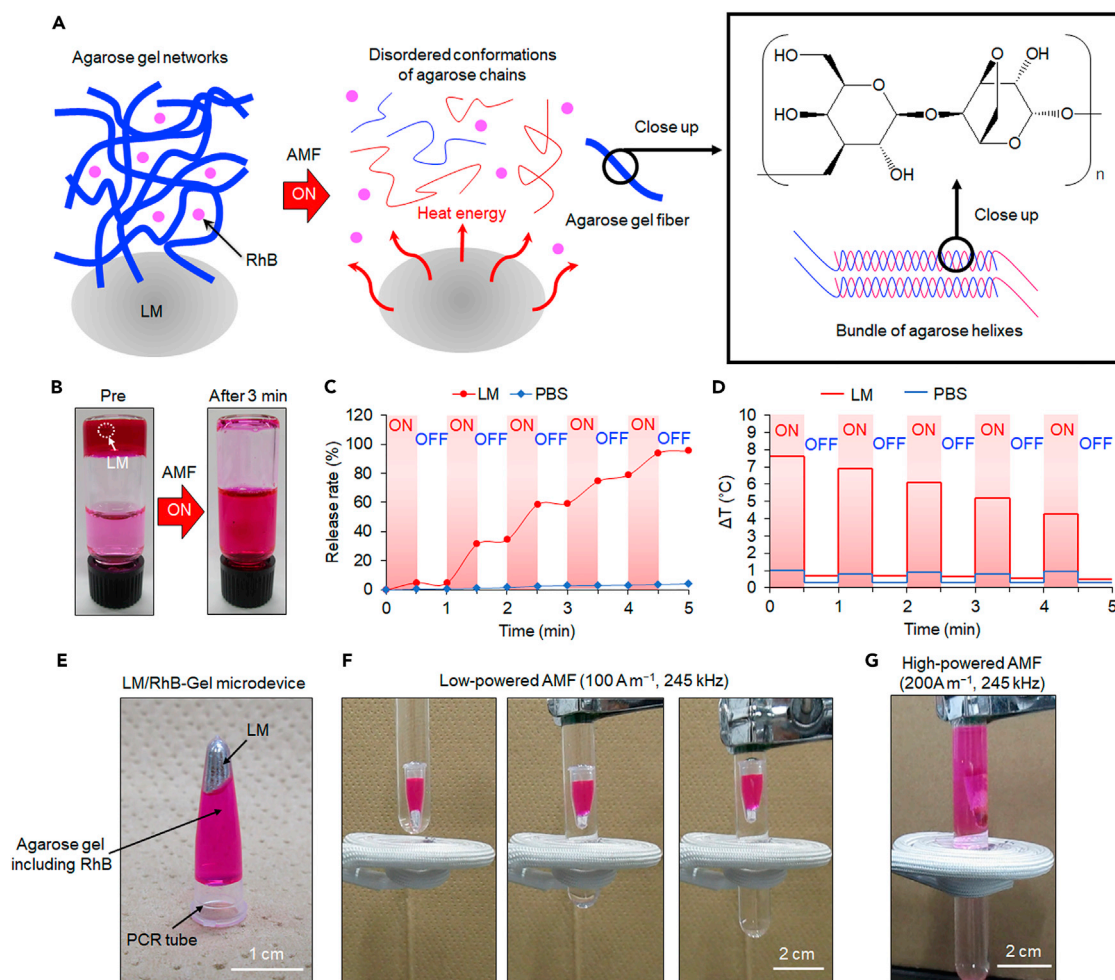 A
Agarose gel networks
RhB
LM
AMF
ON
Disordered conformations
of agarose chains
Heat energy
Close up
Agarose gel fiber
HO
O
OH
O
HO
O
O
O
OH
n
Close up
Bundle of agarose helixes
B
Pre
LM
AMF
ON
After 3 min
C
LM PBS
Release rate (%)
120
100
80
60
40
20
0
ON ON ON ON ON
OFF OFF OFF OFF OFF
0 1 2 3 4 5
Time (min)
D
LM PBS
ΔT (°C)
10
9
8
7
6
5
4
3
2
1
0
ON ON ON ON ON
OFF OFF OFF OFF OFF
0 1 2 3 4 5
Time (min)
E
LM/RhB-Gel microdevice
LM
Agarose gel
including RhB
PCR tube
1 cm
F
Low-powered AMF (100 A m⁻¹, 245 kHz)
2 cm
G
High-powered AMF
(200A m⁻¹, 245 kHz)
2 cm